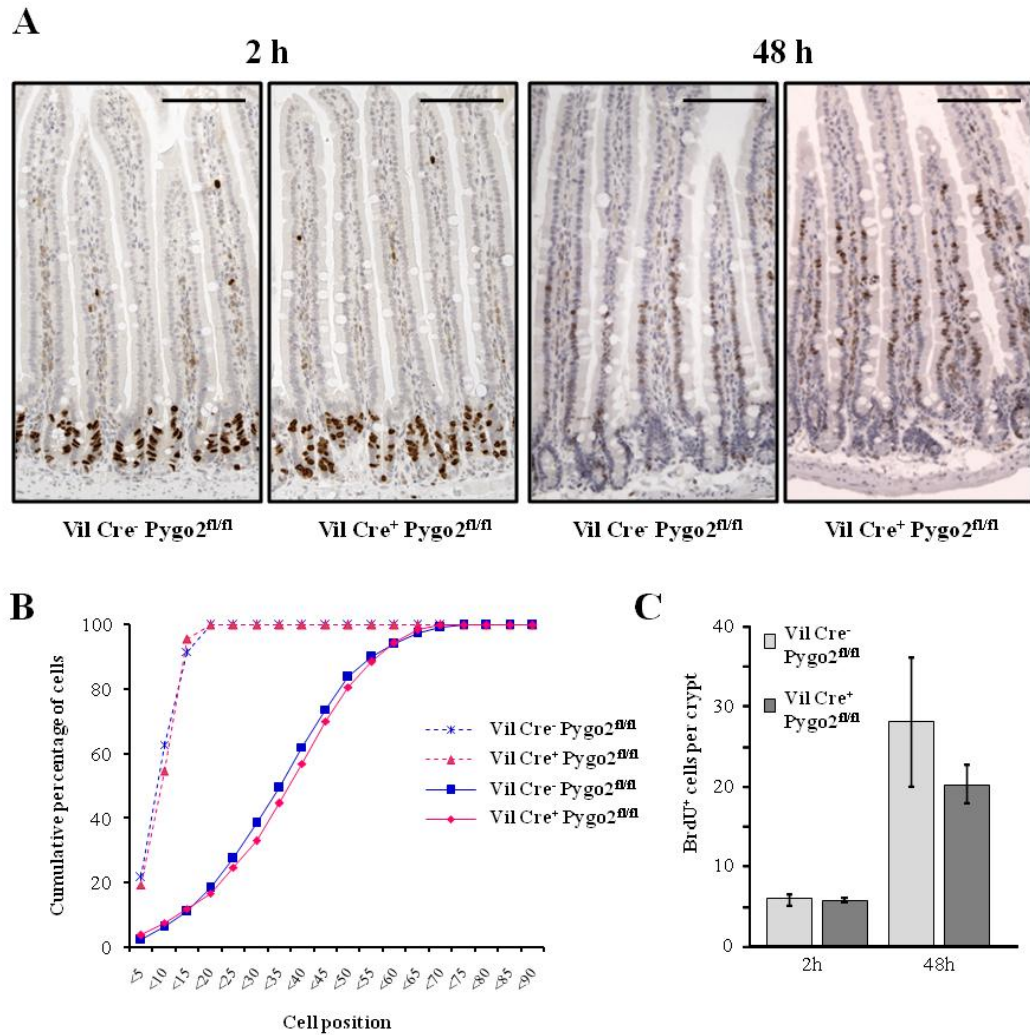 A
2 h
48 h
Vil Cre⁻ Pygo2ᶠˡ/ᶠˡ
Vil Cre⁺ Pygo2ᶠˡ/ᶠˡ
Vil Cre⁻ Pygo2ᶠˡ/ᶠˡ
Vil Cre⁺ Pygo2ᶠˡ/ᶠˡ
B
Cumulative percentage of cells
100
80
60
40
20
0
<5
<10
<15
<20
<25
<30
<35
<40
<45
<50
<55
<60
<65
<70
<75
<80
<85
<90
Cell position
Vil Cre⁻ Pygo2ᶠˡ/ᶠˡ
Vil Cre⁺ Pygo2ᶠˡ/ᶠˡ
Vil Cre⁻ Pygo2ᶠˡ/ᶠˡ
Vil Cre⁺ Pygo2ᶠˡ/ᶠˡ
C
BrdU⁺ cells per crypt
40
30
20
10
0
Vil Cre⁻
Pygo2ᶠˡ/ᶠˡ
Vil Cre⁺
Pygo2ᶠˡ/ᶠˡ
2h
48h